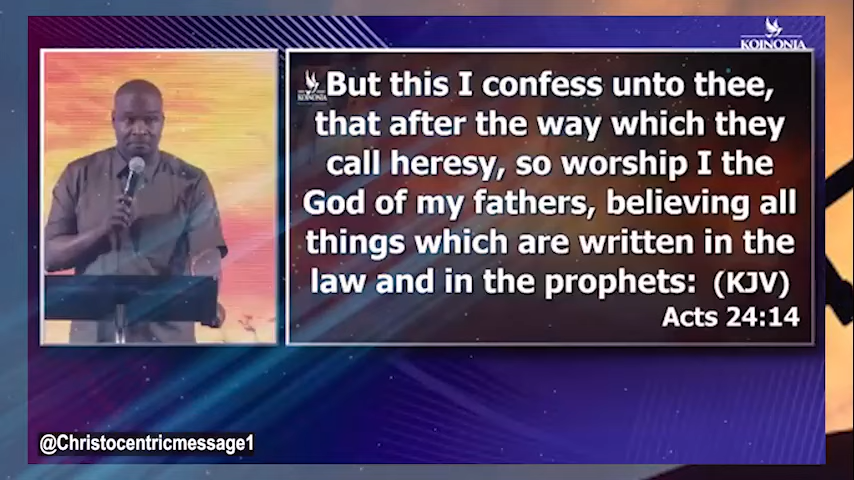 KOINONIA
KOINONIA
But this I confess unto thee,
that after the way which they
call heresy, so worship I the
God of my fathers, believing all
things which are written in the
law and in the prophets: (KJV)
Acts 24:14
@Christocentricmessage1